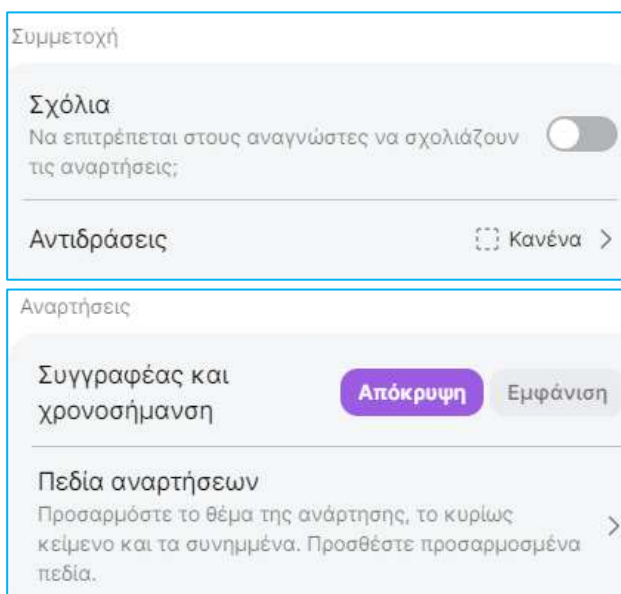 Συμμετοχή
Σχόλια
Να επιτρέπεται στους αναγνώστες να σχολιάζουν
τις αναρτήσεις;
Αντιδράσεις
Κανένα
Αναρτήσεις
Συγγραφέας και
χρονοσήμανση
Απόκρυψη Εμφάνιση
Πεδία αναρτήσεων
Προσαρμόστε το θέμα της ανάρτησης, το κυρίως
κείμενο και τα συνημμένα. Προσθέστε προσαρμοσμένα
πεδία.